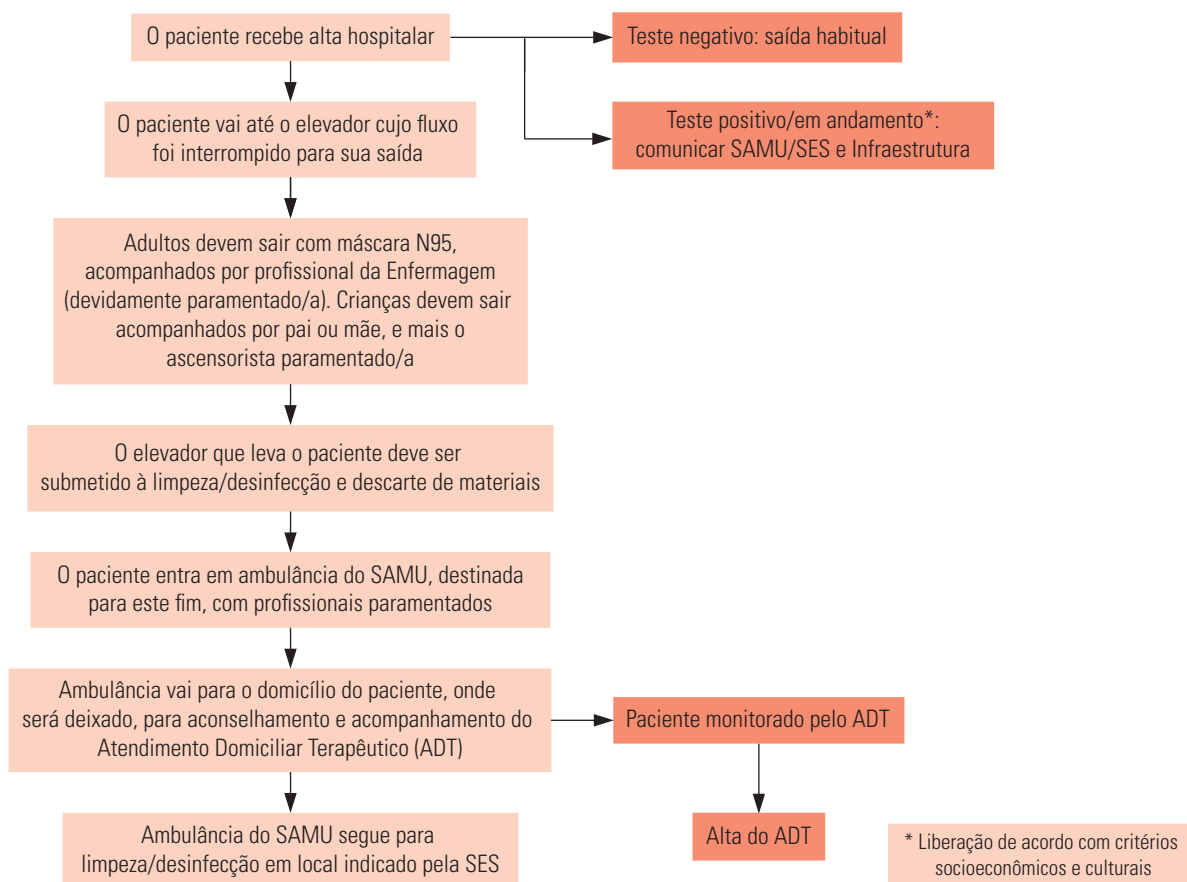 O paciente recebe alta hospitalar
Teste negativo: saída habitual
Teste positivo/em andamento*:
comunicar SAMU/SES e Infraestrutura
O paciente vai até o elevador cujo fluxo
foi interrompido para sua saída
Adultos devem sair com máscara N95,
acompanhados por profissional da Enfermagem
(devidamente paramentado/a). Crianças devem sair
acompanhados por pai ou mãe, e mais o
ascensorista paramentado/a
O elevador que leva o paciente deve ser
submetido à limpeza/desinfecção e descarte de materiais
O paciente entra em ambulância do SAMU, destinada
para este fim, com profissionais paramentados
Ambulância vai para o domicílio do paciente, onde
será deixado, para aconselhamento e acompanhamento do
Atendimento Domiciliar Terapêutico (ADT)
Paciente monitorado pelo ADT
Alta do ADT
Ambulância do SAMU segue para
limpeza/desinfecção em local indicado pela SES
* Liberação de acordo com critérios
socioeconômicos e culturais